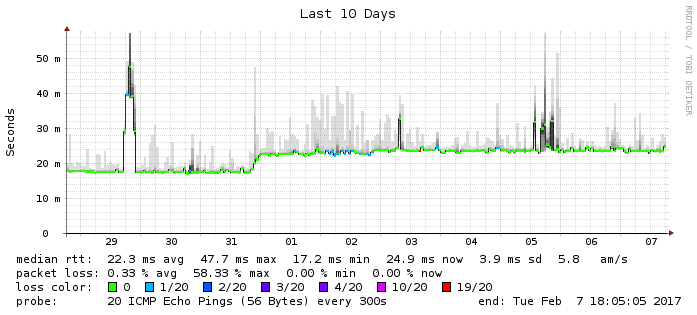 Last 10 Days
RRDTOOL / TOBI OETIKER
Seconds
50 m
40 m
30 m
20 m
10 m
0
29 30 31 01 02 03 04 05 06 07
median rtt: 22.3 ms avg 47.7 ms max 17.2 ms min 24.9 ms now 3.9 ms sd 5.8 am/s
packet loss: 0.33 % avg 58.33 % max 0.00 % min 0.00 % now
loss color: 0 1/20 2/20 3/20 4/20 10/20 19/20
probe: 20 ICMP Echo Pings (56 Bytes) every 300s end: Tue Feb 7 18:05:05 2017